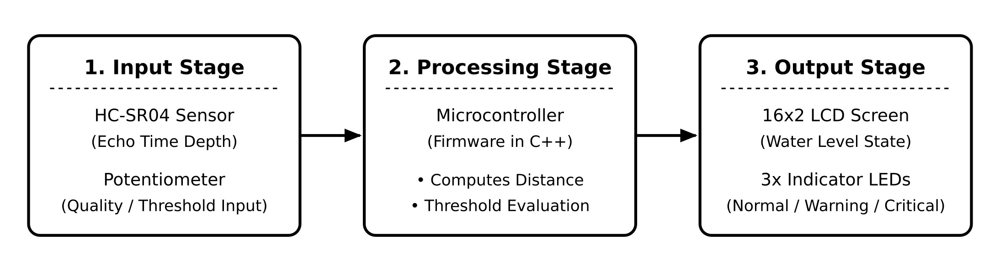 1. Input Stage
HC-SR04 Sensor
(Echo Time Depth)
Potentiometer
(Quality / Threshold Input)
2. Processing Stage
Microcontroller
(Firmware in C++)
• Computes Distance
• Threshold Evaluation
3. Output Stage
16x2 LCD Screen
(Water Level State)
3x Indicator LEDs
(Normal / Warning / Critical)